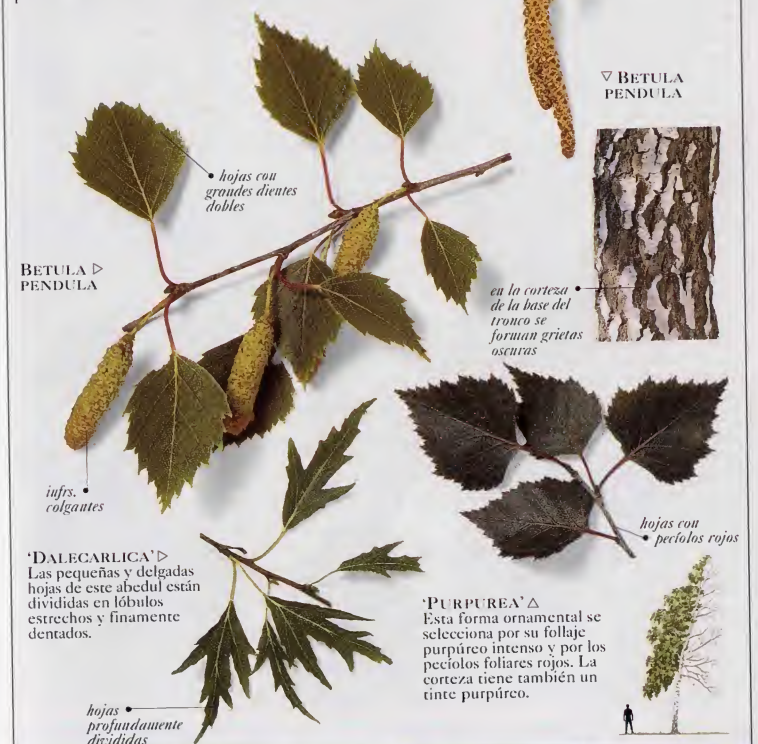 ▽ BETULA
PENDULA
• hojas con
grandes dientes
dobles
BETULA ▷
PENDULA
en la corteza •
de la base del
tronco se
forman grietas
oscuras
infrs. •
colgantes
hojas con
• pecíolos rojos
'DALECARLICA' ▷
Las pequeñas y delgadas
hojas de este abedul están
divididas en lóbulos
estrechos y finamente
dentados.
'PURPUREA' △
Esta forma ornamental se
selecciona por su follaje
purpúreo intenso y por los
pecíolos foliares rojos. La
corteza tiene también un
tinte purpúreo.
hojas •
profundamente
divididas